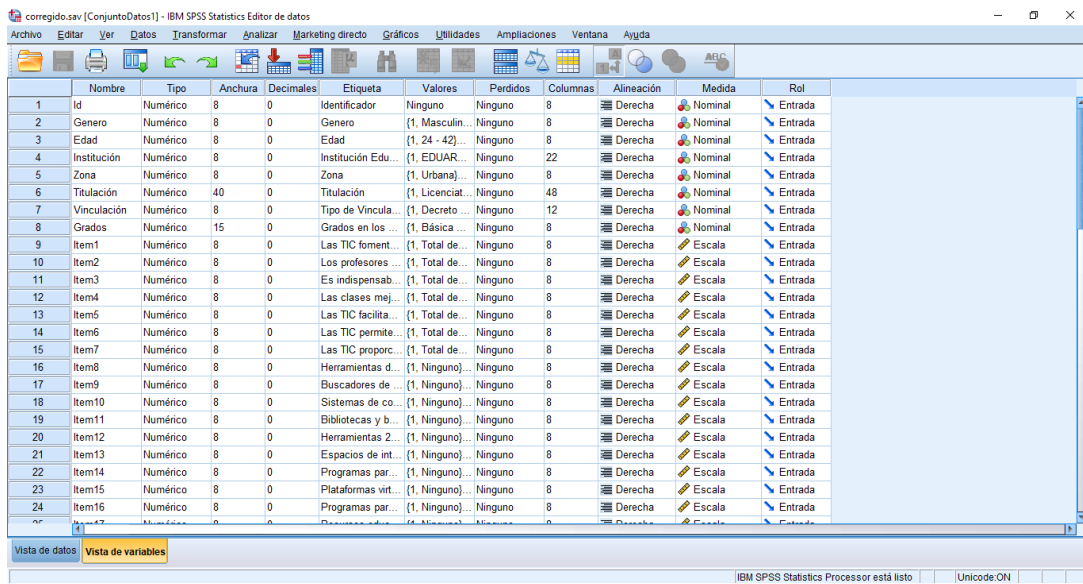 corregido.sav [ConjuntoDatos1] - IBM SPSS Statistics Editor de datos
Archivo Editar Ver Datos Transformar Analizar Marketing directo Gráficos Utilidades Ampliaciones Ventana Ayuda
Nombre Tipo Anchura Decimales Etiqueta Valores Perdidos Columnas Alineación Medida Rol
1 Id Numérico 8 0 Identificador Ninguno Ninguno 8 Derecha Nominal Entrada
2 Genero Numérico 8 0 Genero {1, Masculin... Ninguno 8 Derecha Nominal Entrada
3 Edad Numérico 8 0 Edad {1, 24 - 42}... Ninguno 8 Derecha Nominal Entrada
4 Institución Numérico 8 0 Institución Edu... {1, EDUAR... Ninguno 22 Derecha Nominal Entrada
5 Zona Numérico 8 0 Zona {1, Urbana}... Ninguno 8 Derecha Nominal Entrada
6 Titulación Numérico 40 0 Titulación {1, Licenciat... Ninguno 48 Derecha Nominal Entrada
7 Vinculación Numérico 8 0 Tipo de Vincula... {1, Decreto ... Ninguno 12 Derecha Nominal Entrada
8 Grados Numérico 15 0 Grados en los ... {1, Básica ... Ninguno 8 Derecha Nominal Entrada
9 Item1 Numérico 8 0 Las TIC foment... {1, Total de... Ninguno 8 Derecha Escala Entrada
10 Item2 Numérico 8 0 Los profesores ... {1, Total de... Ninguno 8 Derecha Escala Entrada
11 Item3 Numérico 8 0 Es indispensab... {1, Total de... Ninguno 8 Derecha Escala Entrada
12 Item4 Numérico 8 0 Las clases mej... {1, Total de... Ninguno 8 Derecha Escala Entrada
13 Item5 Numérico 8 0 Las TIC facilita... {1, Total de... Ninguno 8 Derecha Escala Entrada
14 Item6 Numérico 8 0 Las TIC permite... {1, Total de... Ninguno 8 Derecha Escala Entrada
15 Item7 Numérico 8 0 Las TIC proporc... {1, Total de... Ninguno 8 Derecha Escala Entrada
16 Item8 Numérico 8 0 Herramientas d... {1, Ninguno}... Ninguno 8 Derecha Escala Entrada
17 Item9 Numérico 8 0 Buscadores de ... {1, Ninguno}... Ninguno 8 Derecha Escala Entrada
18 Item10 Numérico 8 0 Sistemas de co... {1, Ninguno}... Ninguno 8 Derecha Escala Entrada
19 Item11 Numérico 8 0 Bibliotecas y b... {1, Ninguno}... Ninguno 8 Derecha Escala Entrada
20 Item12 Numérico 8 0 Herramientas 2... {1, Ninguno}... Ninguno 8 Derecha Escala Entrada
21 Item13 Numérico 8 0 Espacios de int... {1, Ninguno}... Ninguno 8 Derecha Escala Entrada
22 Item14 Numérico 8 0 Programas par... {1, Ninguno}... Ninguno 8 Derecha Escala Entrada
23 Item15 Numérico 8 0 Plataformas virt... {1, Ninguno}... Ninguno 8 Derecha Escala Entrada
24 Item16 Numérico 8 0 Programas par... {1, Ninguno}... Ninguno 8 Derecha Escala Entrada
Vista de datos Vista de variables
IBM SPSS Statistics Processor está listo Unicode:ON